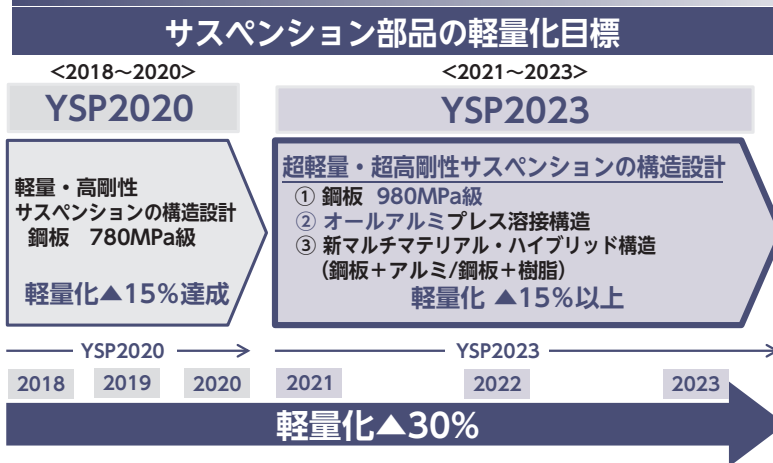 サスペンション部品の軽量化目標
<2018〜2020>
YSP2020
軽量・高剛性
サスペンションの構造設計
鋼板 780MPa級
軽量化▲15%達成
<2021〜2023>
YSP2023
超軽量・超高剛性サスペンションの構造設計
① 鋼板 980MPa級
② オールアルミプレス溶接構造
③ 新マルチマテリアル・ハイブリッド構造
(鋼板＋アルミ/鋼板＋樹脂)
軽量化 ▲15%以上
YSP2020
YSP2023
2018 2019 2020 2021 2022 2023
軽量化▲30%